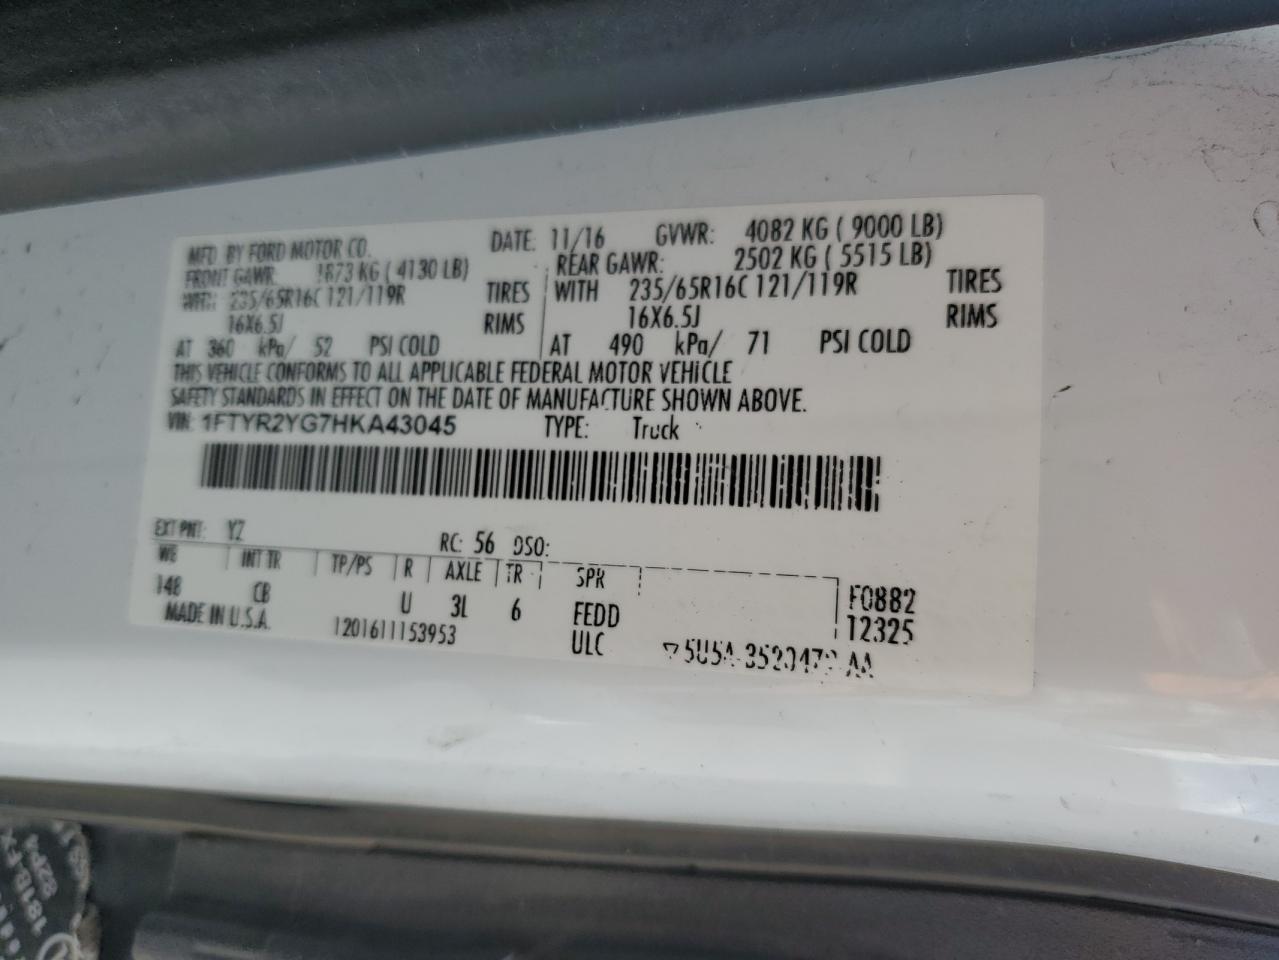 MFD. BY FORD MOTOR CO. DATE: 11/16 GVWR: 4082 KG ( 9000 LB)
FRONT GAWR: 1873 KG ( 4130 LB) REAR GAWR: 2502 KG ( 5515 LB)
WITH: 235/65R16C 121/119R TIRES WITH 235/65R16C 121/119R TIRES
16X6.5J RIMS 16X6.5J RIMS
AT 360 kPa/ 52 PSI COLD AT 490 kPa/ 71 PSI COLD
THIS VEHICLE CONFORMS TO ALL APPLICABLE FEDERAL MOTOR VEHICLE
SAFETY STANDARDS IN EFFECT ON THE DATE OF MANUFACTURE SHOWN ABOVE.
VIN: 1FTYR2YG7HKA43045 TYPE: Truck
EXT PNT: YZ RC: 56 DSO:
WB INT TR TP/PS R AXLE TR SPR
148 CB U 3L 6 FEDD F0882
MADE IN U.S.A. 1201611153953 ULC 12325